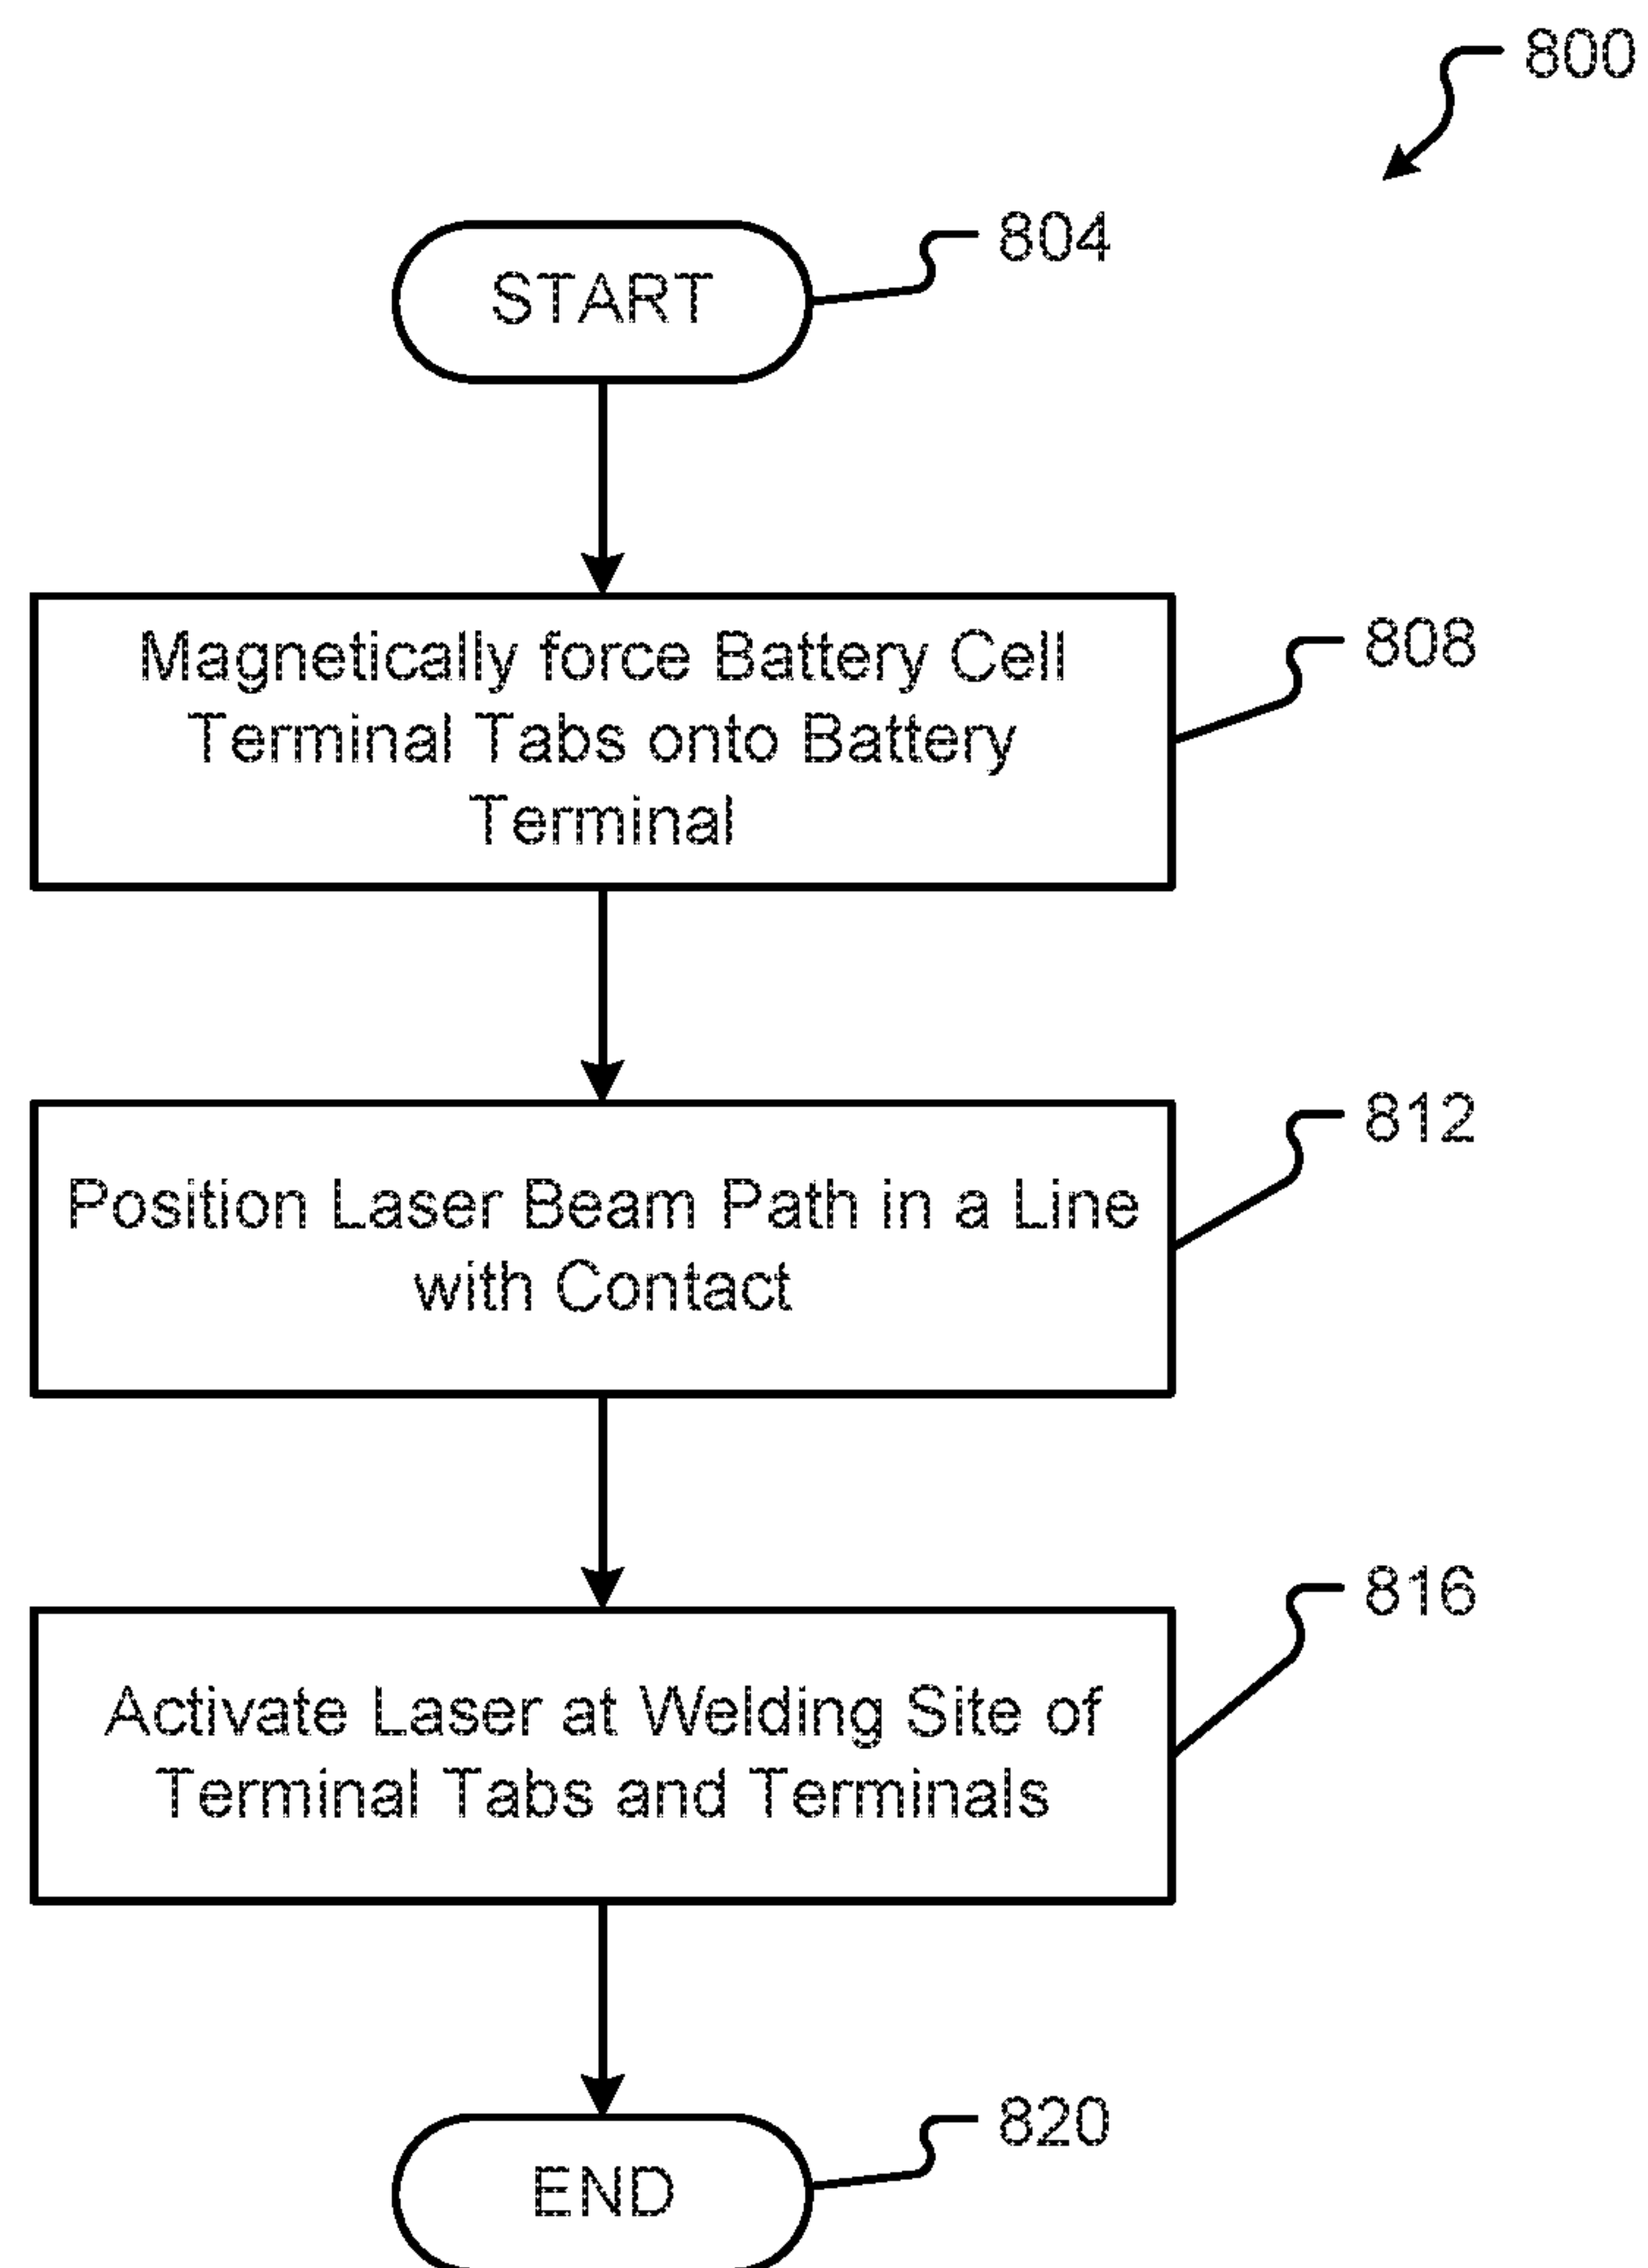 800
START
804
Magnetically force Battery Cell
Terminal Tabs onto Battery
Terminal
808
Position Laser Beam Path in a Line
with Contact
812
Activate Laser at Welding Site of
Terminal Tabs and Terminals
816
END
820